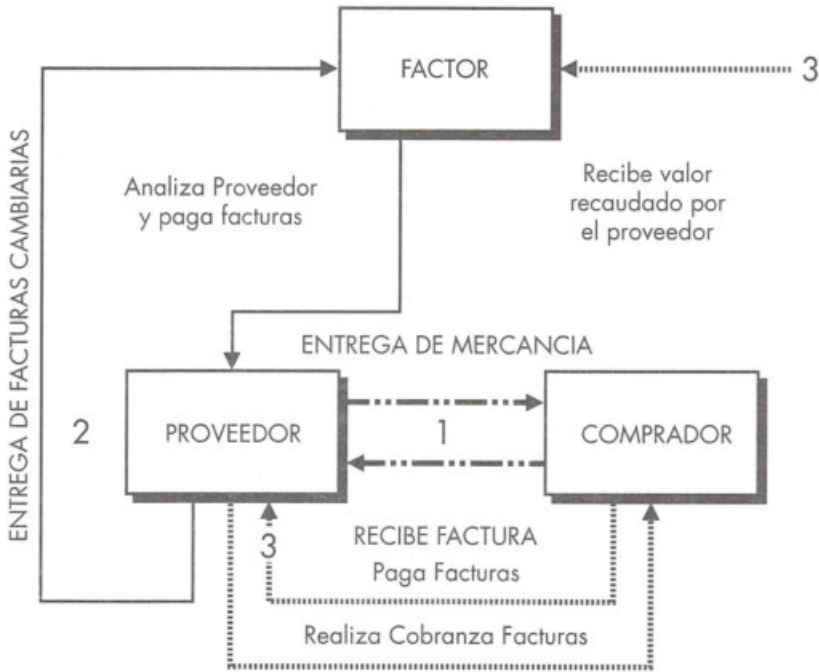 FACTOR
3
ENTREGA DE FACTURAS CAMBIARIAS
Analiza Proveedor
y paga facturas
Recibe valor
recaudado por
el proveedor
ENTREGA DE MERCANCIA
2
PROVEEDOR
1
COMPRADOR
RECIBE FACTURA
3
Paga Facturas
Realiza Cobranza Facturas